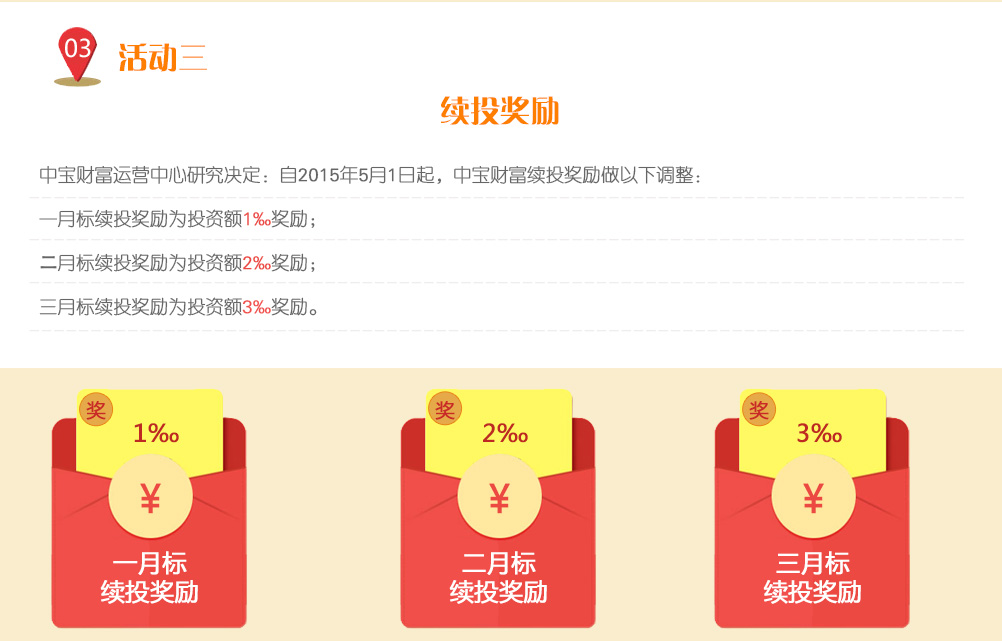 03
活动三
续投奖励
中宝财富运营中心研究决定：自2015年5月1日起，中宝财富续投奖励做以下调整：
一月标续投奖励为投资额1‰奖励；
二月标续投奖励为投资额2‰奖励；
三月标续投奖励为投资额3‰奖励。
奖
1‰
¥
一月标
续投奖励
奖
2‰
¥
二月标
续投奖励
奖
3‰
¥
三月标
续投奖励